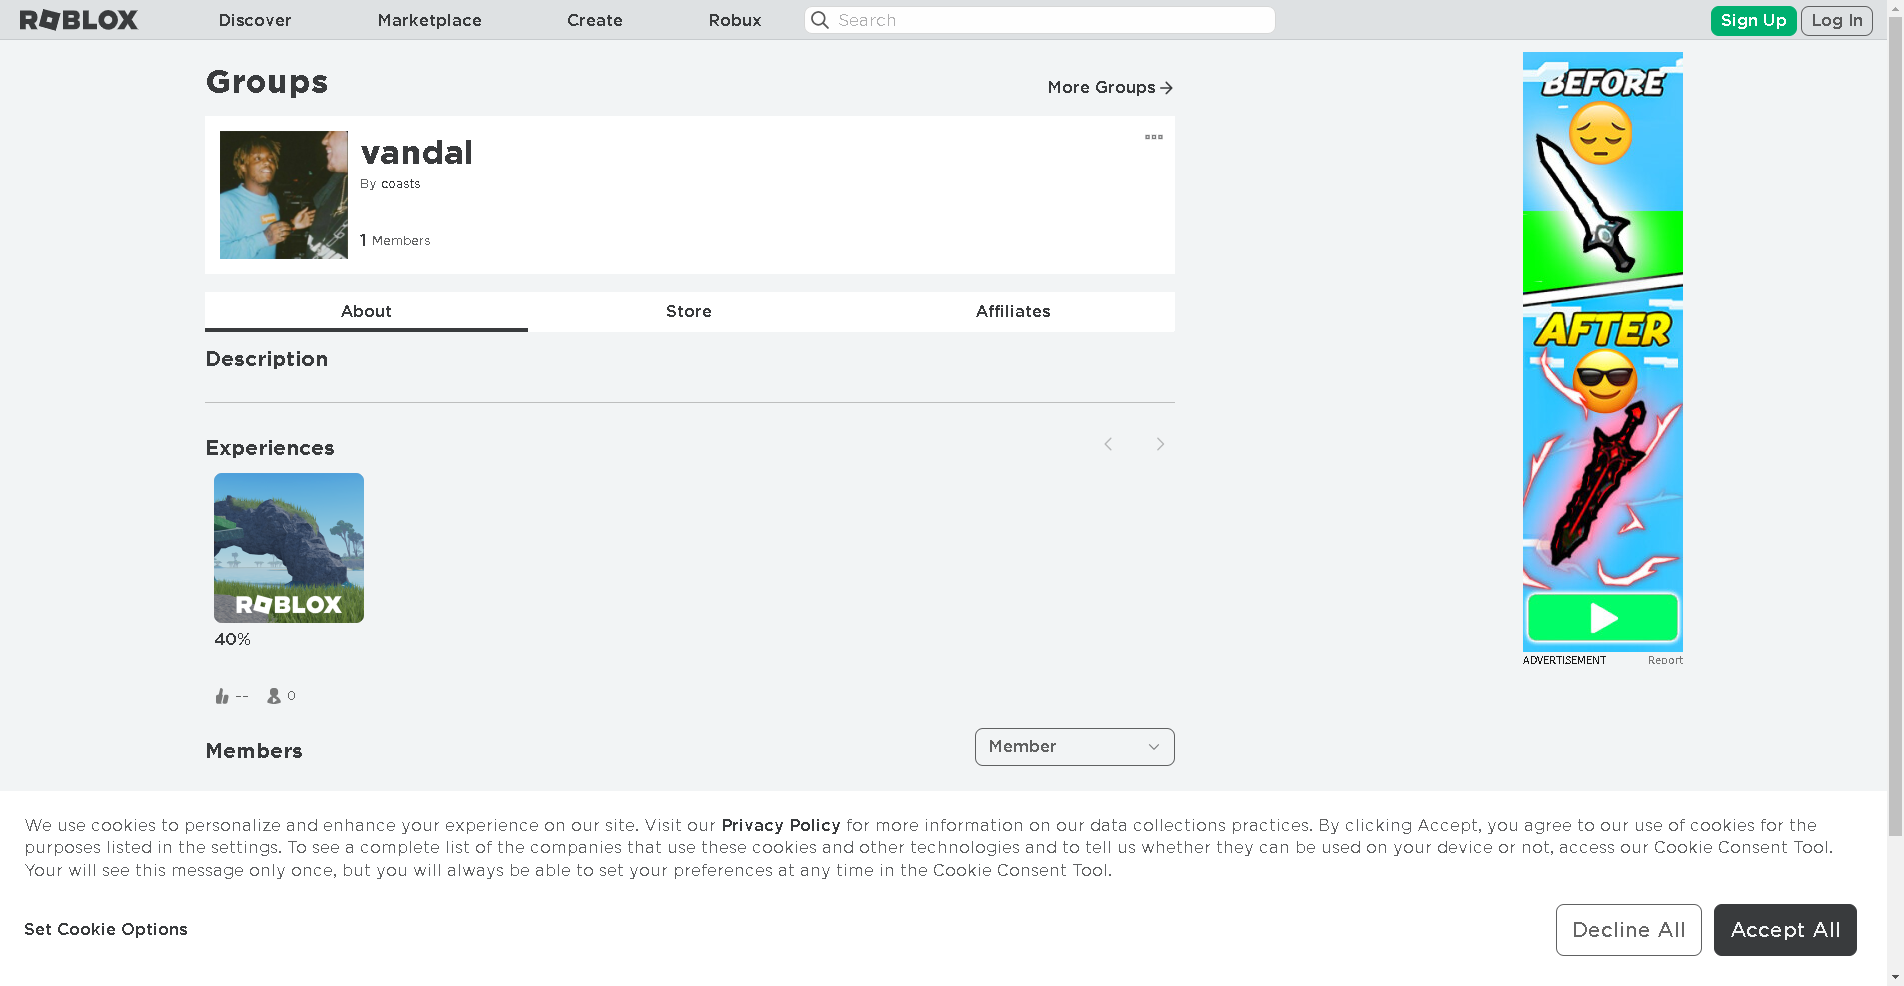 ROBLOX
Discover
Marketplace
Create
Robux
Search
Sign Up
Log In
Groups
More Groups
vandal
By coasts
1 Members
About
Store
Affiliates
Description
Experiences
ROBLOX
40%
--
0
Members
Member
BEFORE
AFTER
ADVERTISEMENT
Report
We use cookies to personalize and enhance your experience on our site. Visit our Privacy Policy for more information on our data collections practices. By clicking Accept, you agree to our use of cookies for the
purposes listed in the settings. To see a complete list of the companies that use these cookies and other technologies and to tell us whether they can be used on your device or not, access our Cookie Consent Tool.
Your will see this message only once, but you will always be able to set your preferences at any time in the Cookie Consent Tool.
Set Cookie Options
Decline All
Accept All